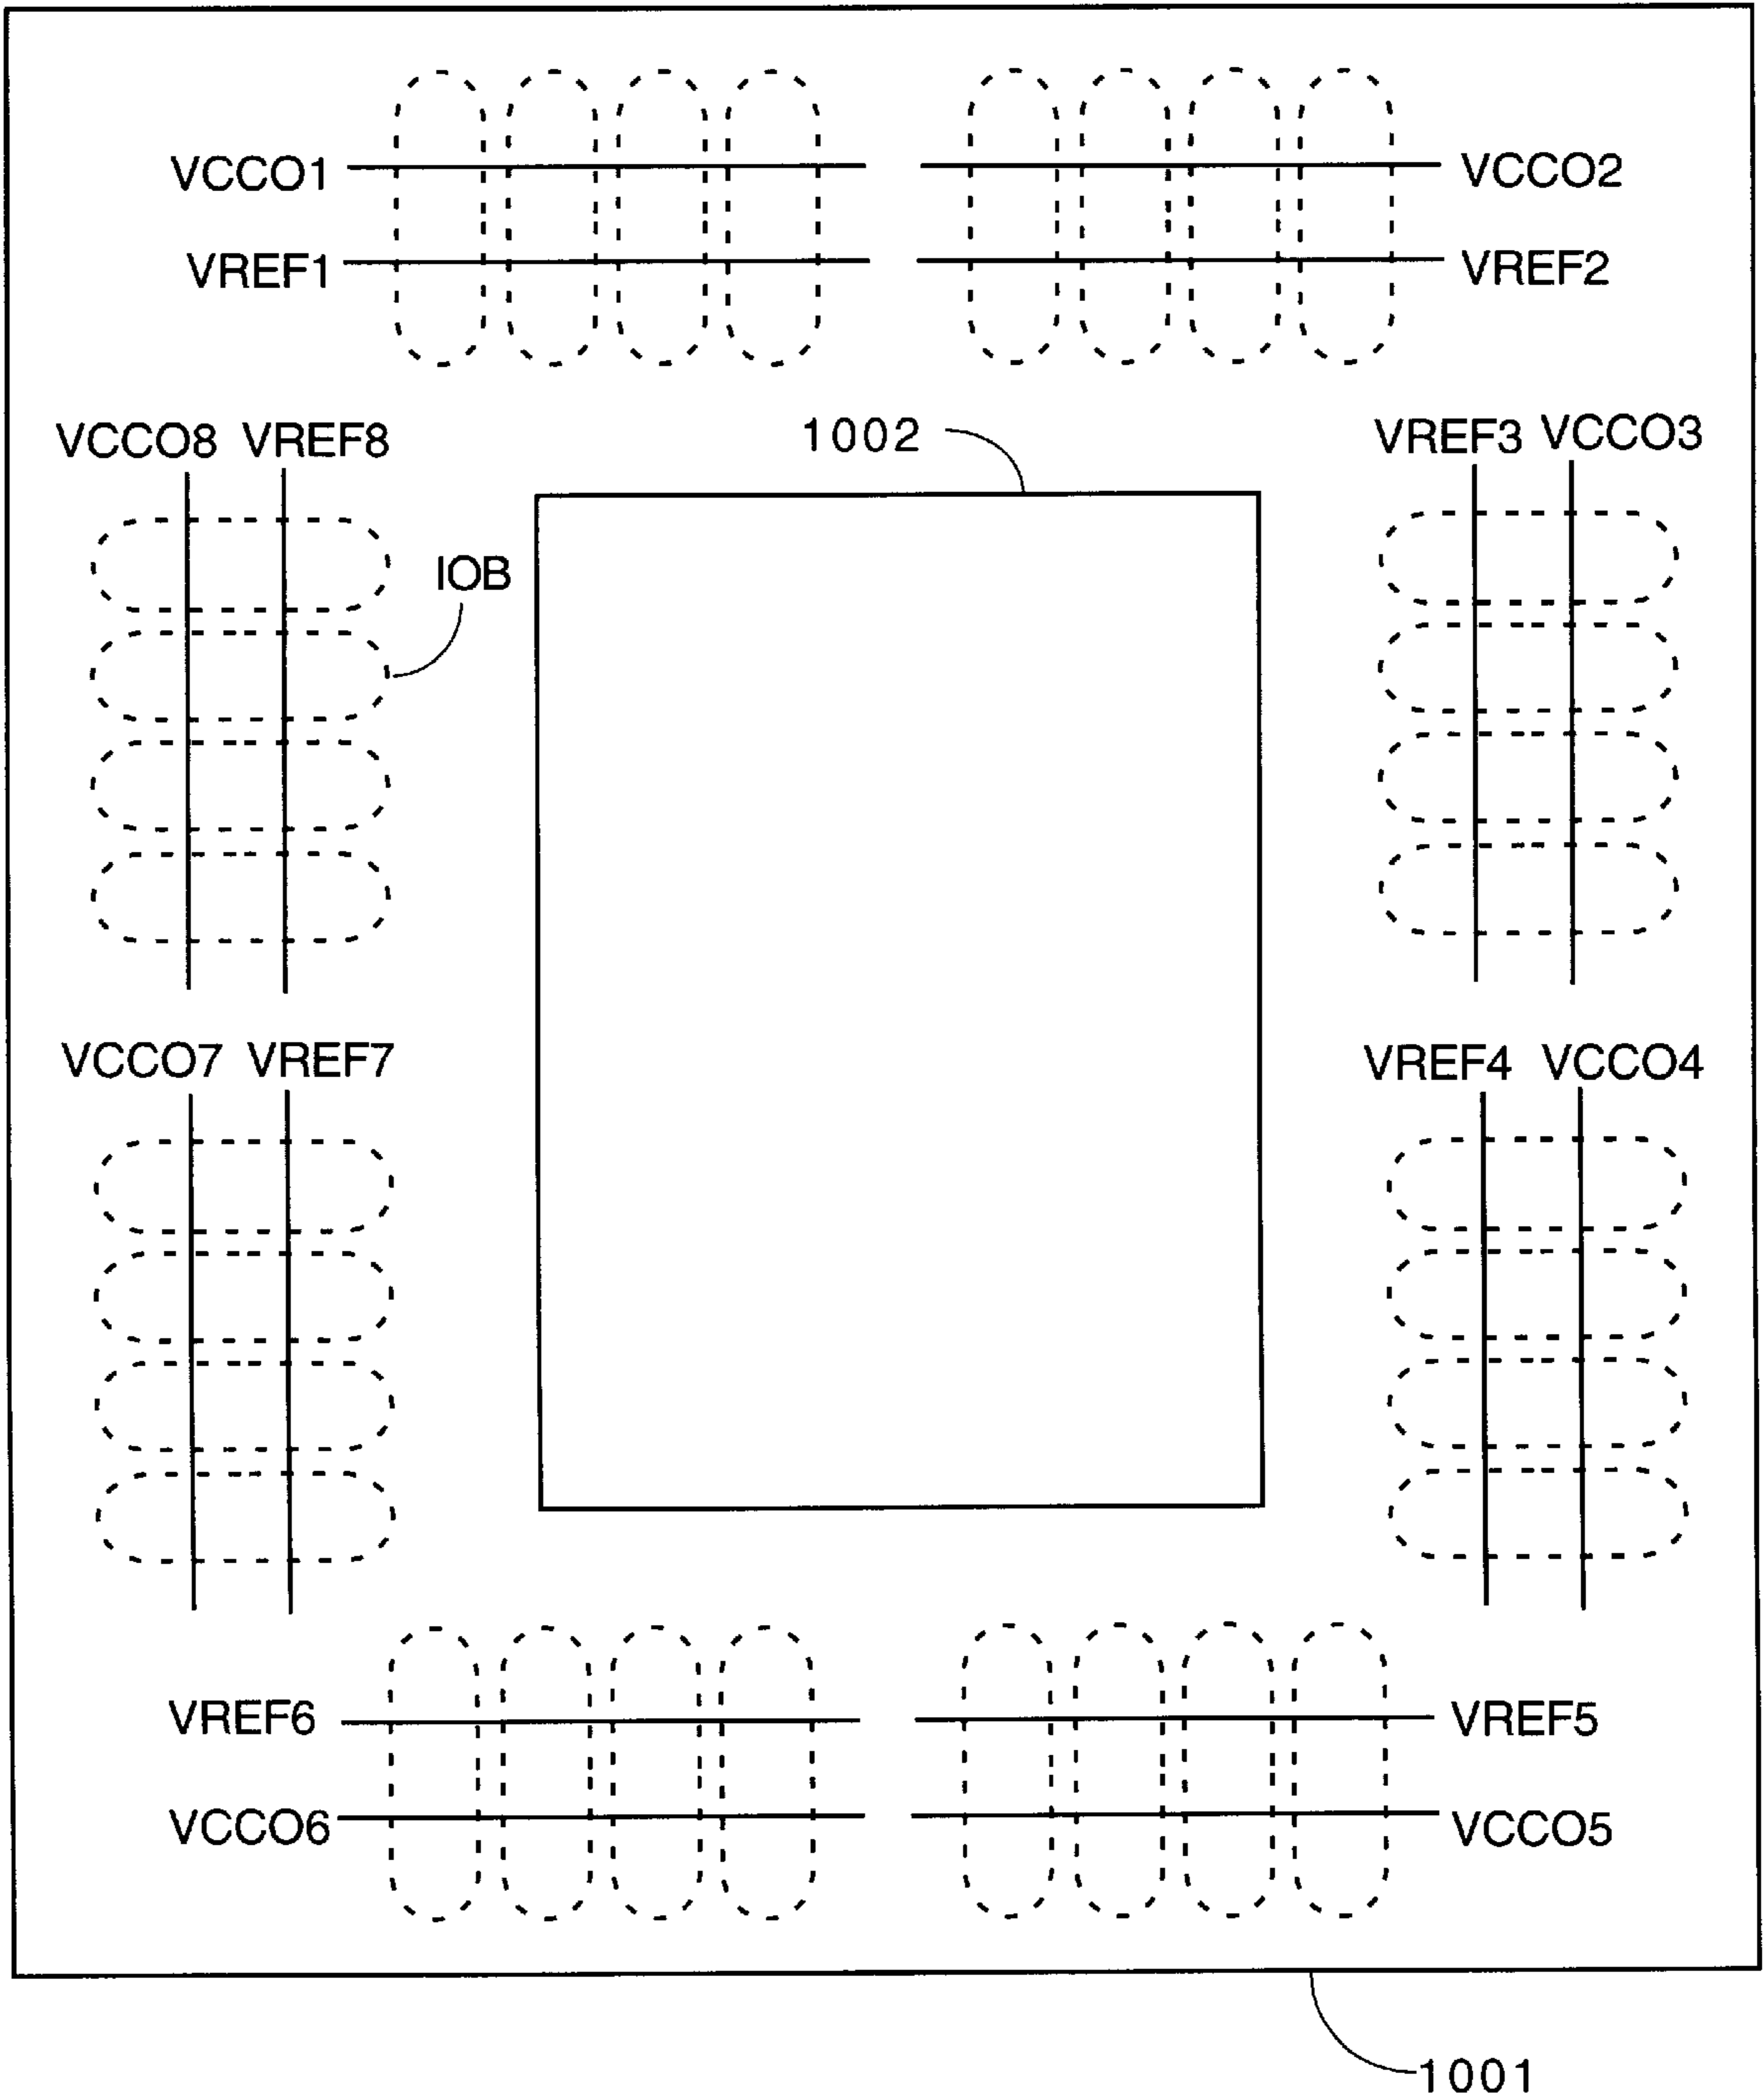 VCCO1
VCCO2
VREF1
VREF2
VCCO8 VREF8
1002
VREF3 VCCO3
IOB
VCCO7 VREF7
VREF4 VCCO4
VREF6
VREF5
VCCO6
VCCO5
1001